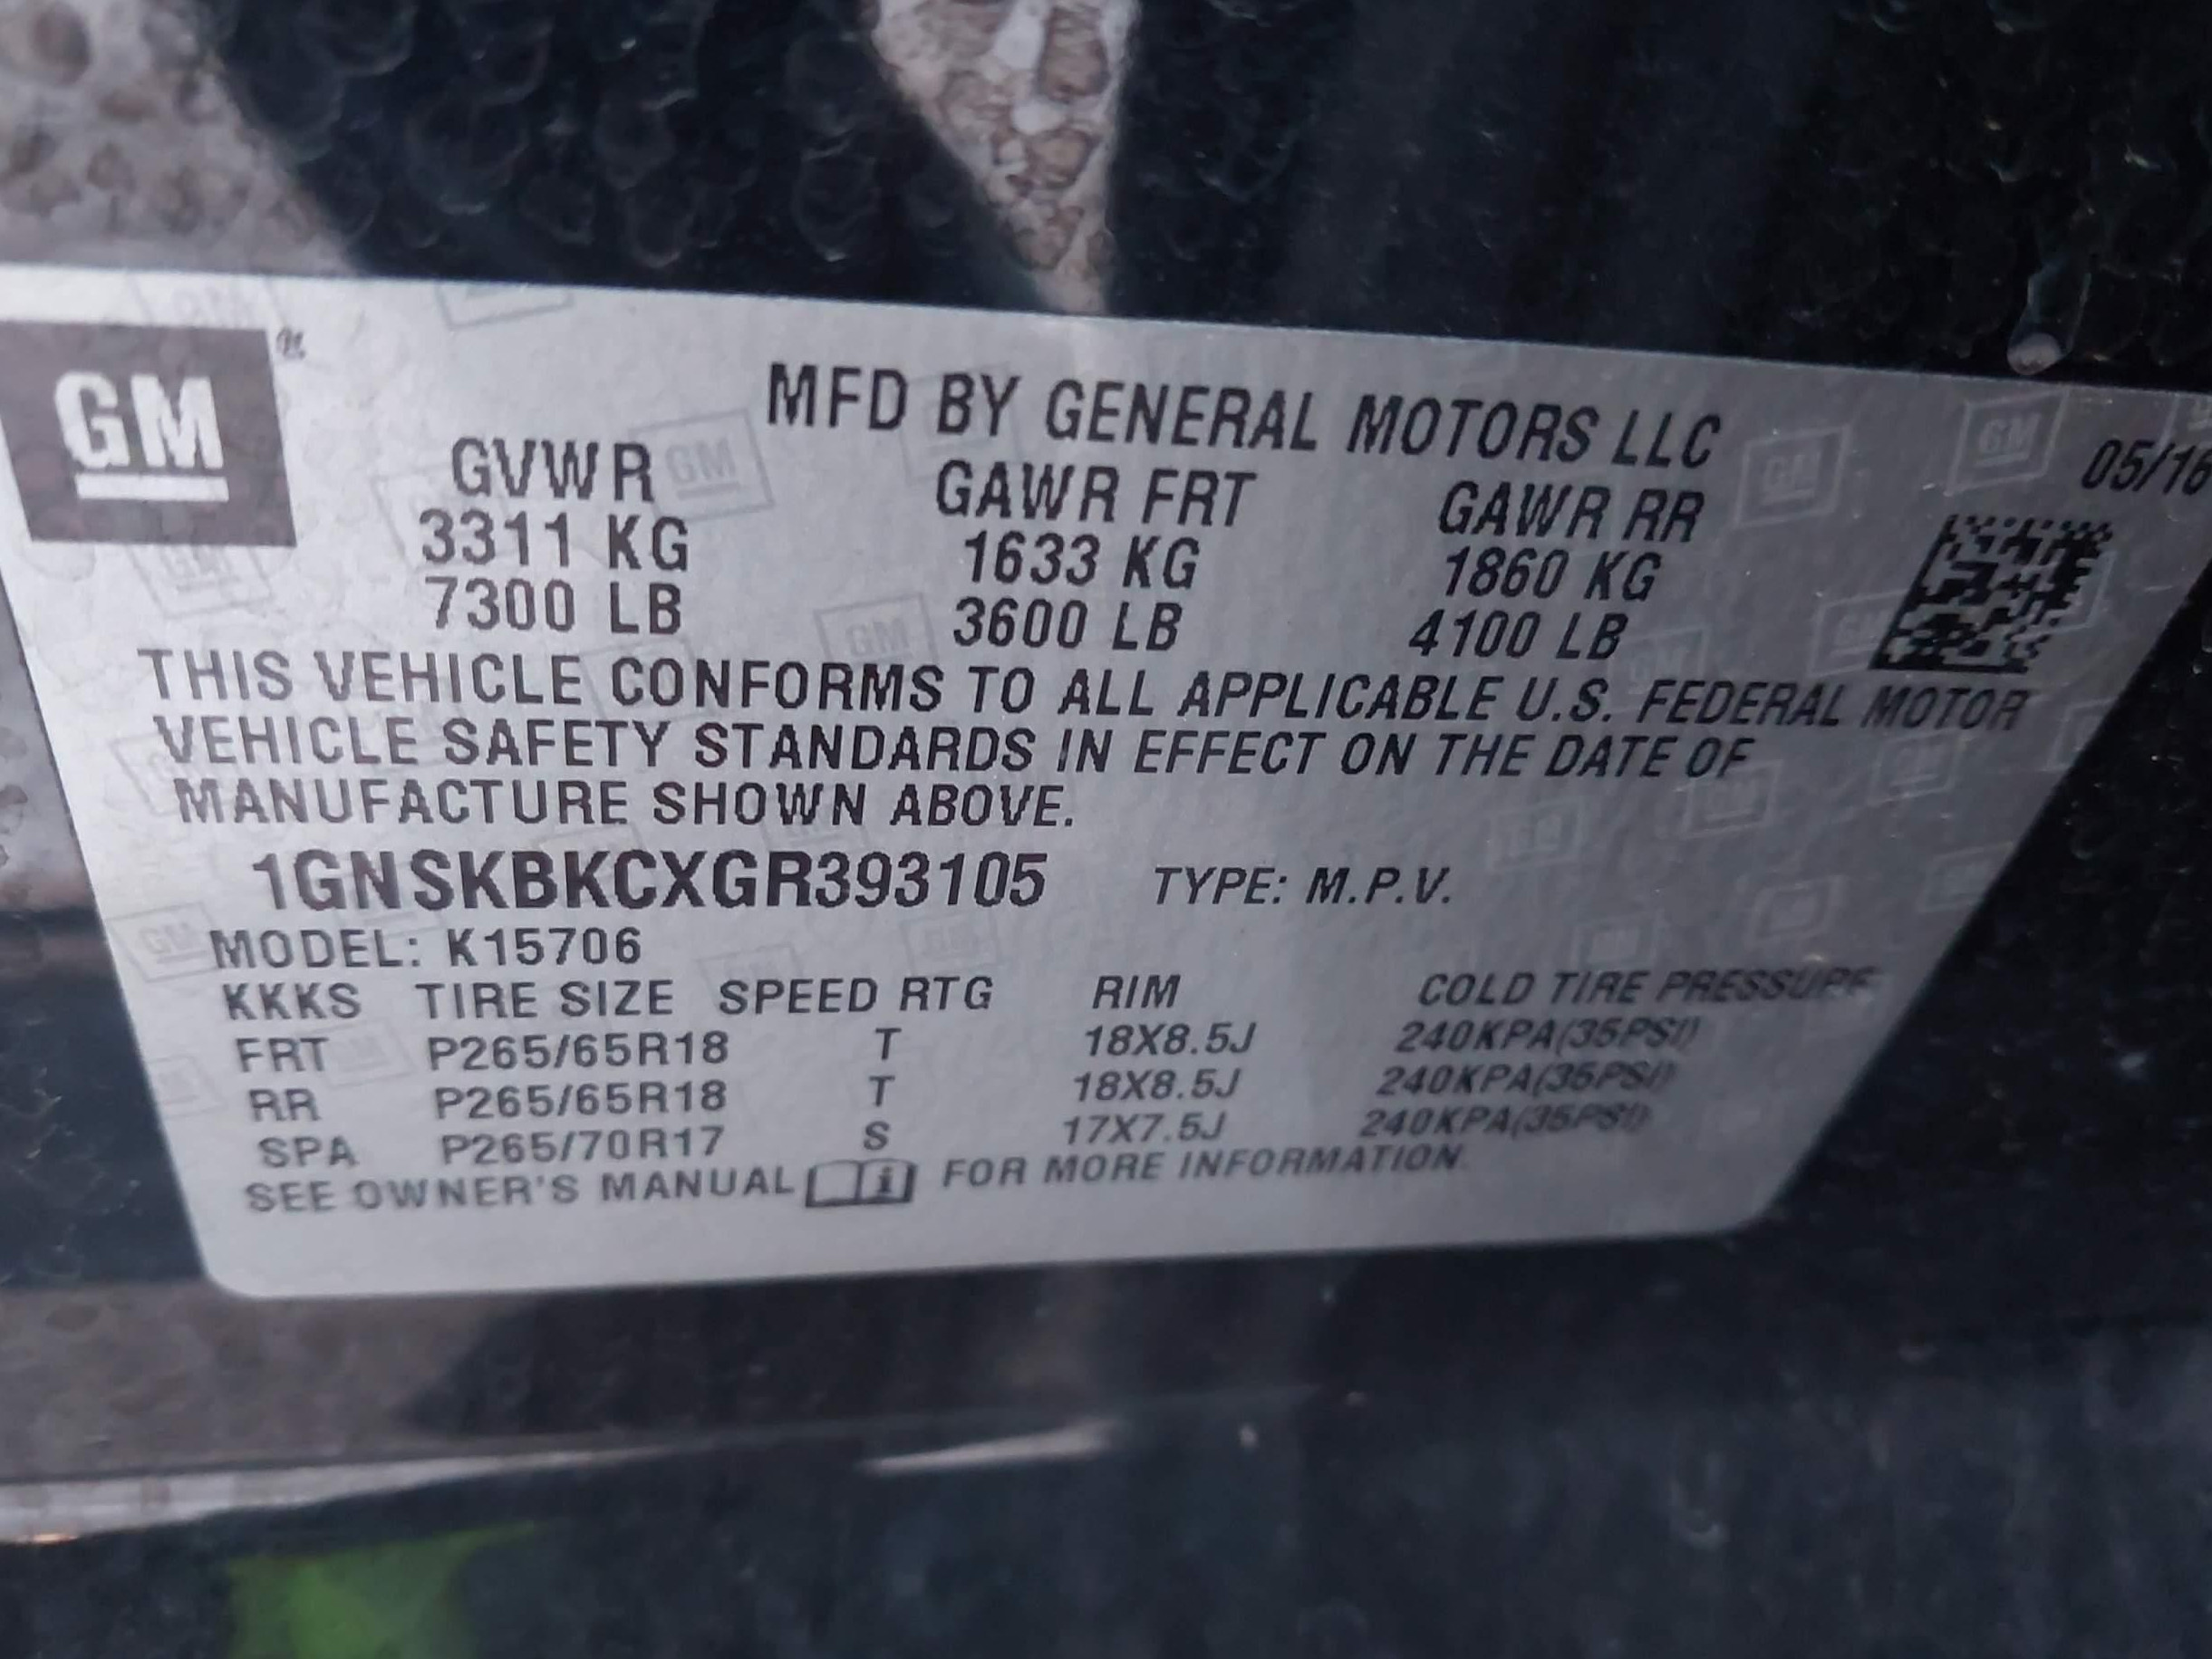 GM
MFD BY GENERAL MOTORS LLC
05/16
GVWR GAWR FRT GAWR RR
3311 KG 1633 KG 1860 KG
7300 LB 3600 LB 4100 LB
THIS VEHICLE CONFORMS TO ALL APPLICABLE U.S. FEDERAL MOTOR
VEHICLE SAFETY STANDARDS IN EFFECT ON THE DATE OF
MANUFACTURE SHOWN ABOVE.
1GNSKBKCXGR393105 TYPE: M.P.V.
MODEL: K15706
KKKS TIRE SIZE SPEED RTG RIM COLD TIRE PRESSURE
FRT P265/65R18 T 18X8.5J 240KPA(35PSI)
RR P265/65R18 T 18X8.5J 240KPA(35PSI)
SPA P265/70R17 S 17X7.5J 240KPA(35PSI)
SEE OWNER'S MANUAL i FOR MORE INFORMATION